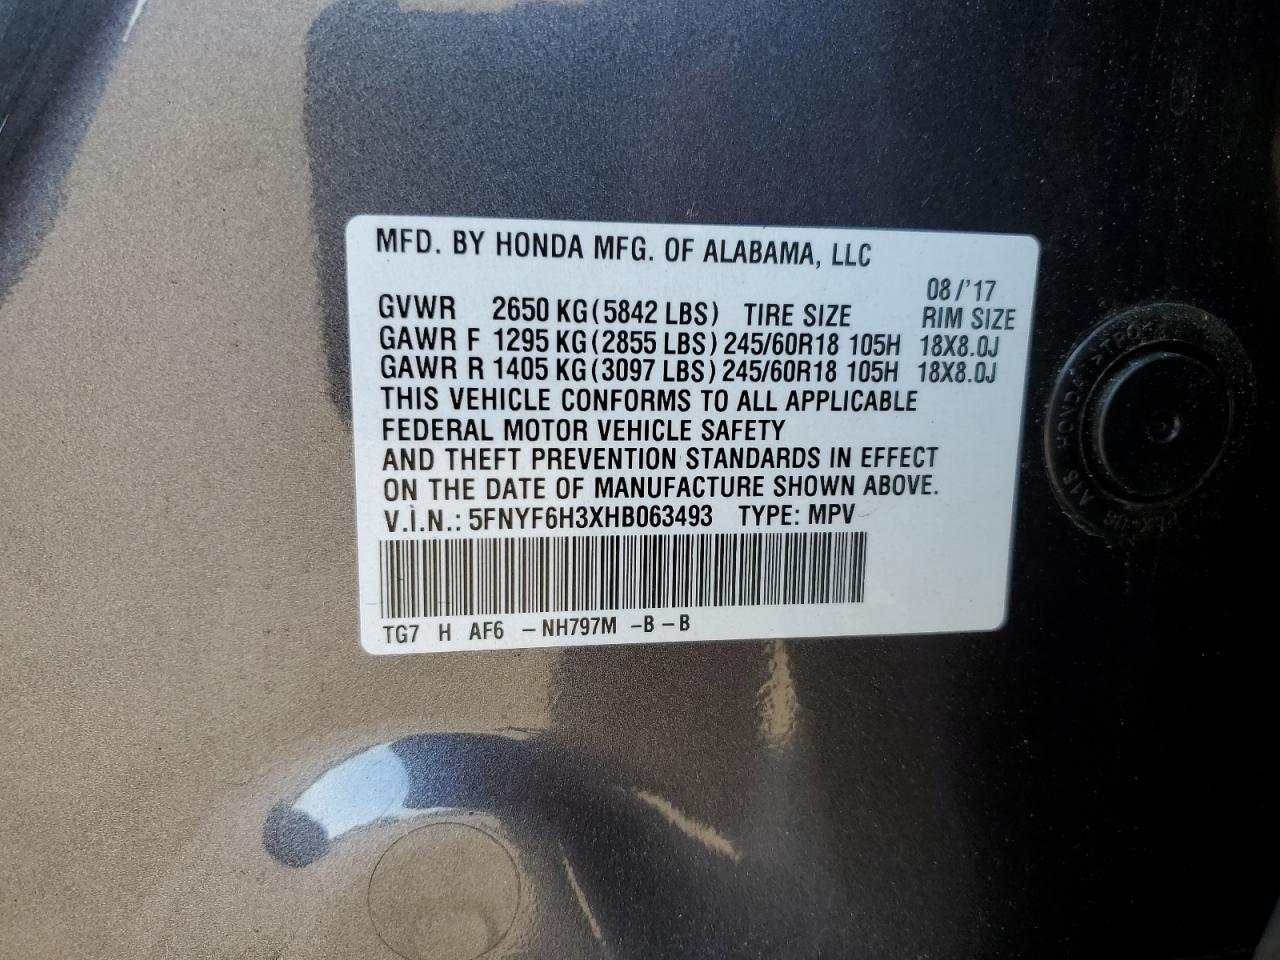 MFD. BY HONDA MFG. OF ALABAMA, LLC
08/'17
GVWR 2650 KG(5842 LBS) TIRE SIZE RIM SIZE
GAWR F 1295 KG(2855 LBS) 245/60R18 105H 18X8.0J
GAWR R 1405 KG(3097 LBS) 245/60R18 105H 18X8.0J
THIS VEHICLE CONFORMS TO ALL APPLICABLE
FEDERAL MOTOR VEHICLE SAFETY
AND THEFT PREVENTION STANDARDS IN EFFECT
ON THE DATE OF MANUFACTURE SHOWN ABOVE.
V.I.N.: 5FNYF6H3XHB063493 TYPE: MPV
TG7 H AF6 -NH797M -B-B
A16 HONDA